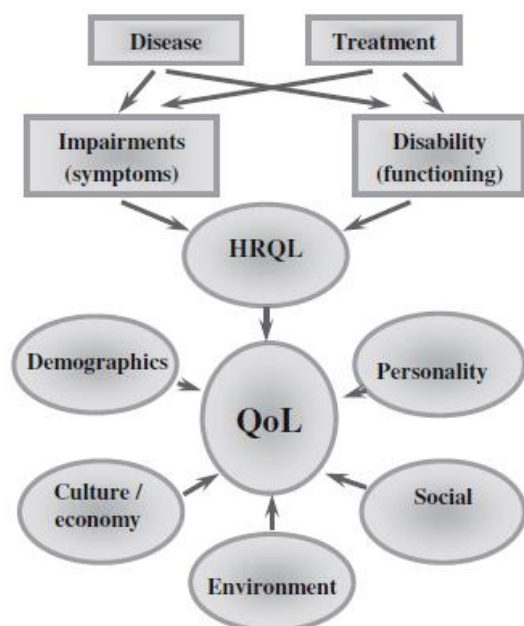 Disease
Treatment
Impairments
(symptoms)
Disability
(functioning)
HRQL
Demographics
Personality
QoL
Culture /
economy
Social
Environment